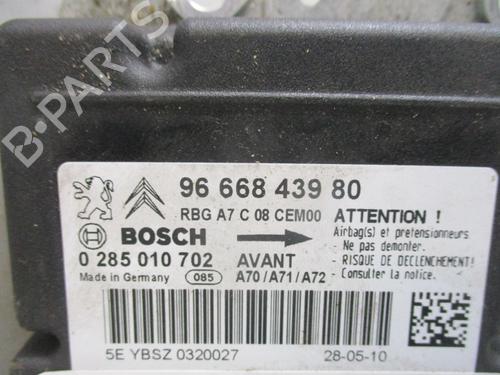 B-PARTS
96 668 439 80
RBG A7 C 08 CEM00
ATTENTION !
Airbag(s) et pretensionneurs
- Ne pas demonter.
- RISQUE DE DECLENCHEMENT!
- Consulter la notice.
BOSCH
0 285 010 702
AVANT
Made in Germany
085
A70/A71/A72
5E YBSZ 0320027
28-05-10